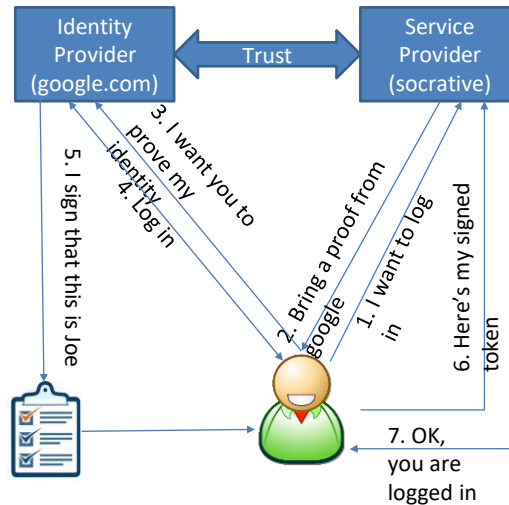 Identity
Provider
(google.com)
Trust
Service
Provider
(socrative)
3. I want you to
prove my
identity
4. Log in
5. I sign that this is Joe
2. Bring a proof from
google
1. I want to log
in
6. Here's my signed
token
7. OK,
you are
logged in